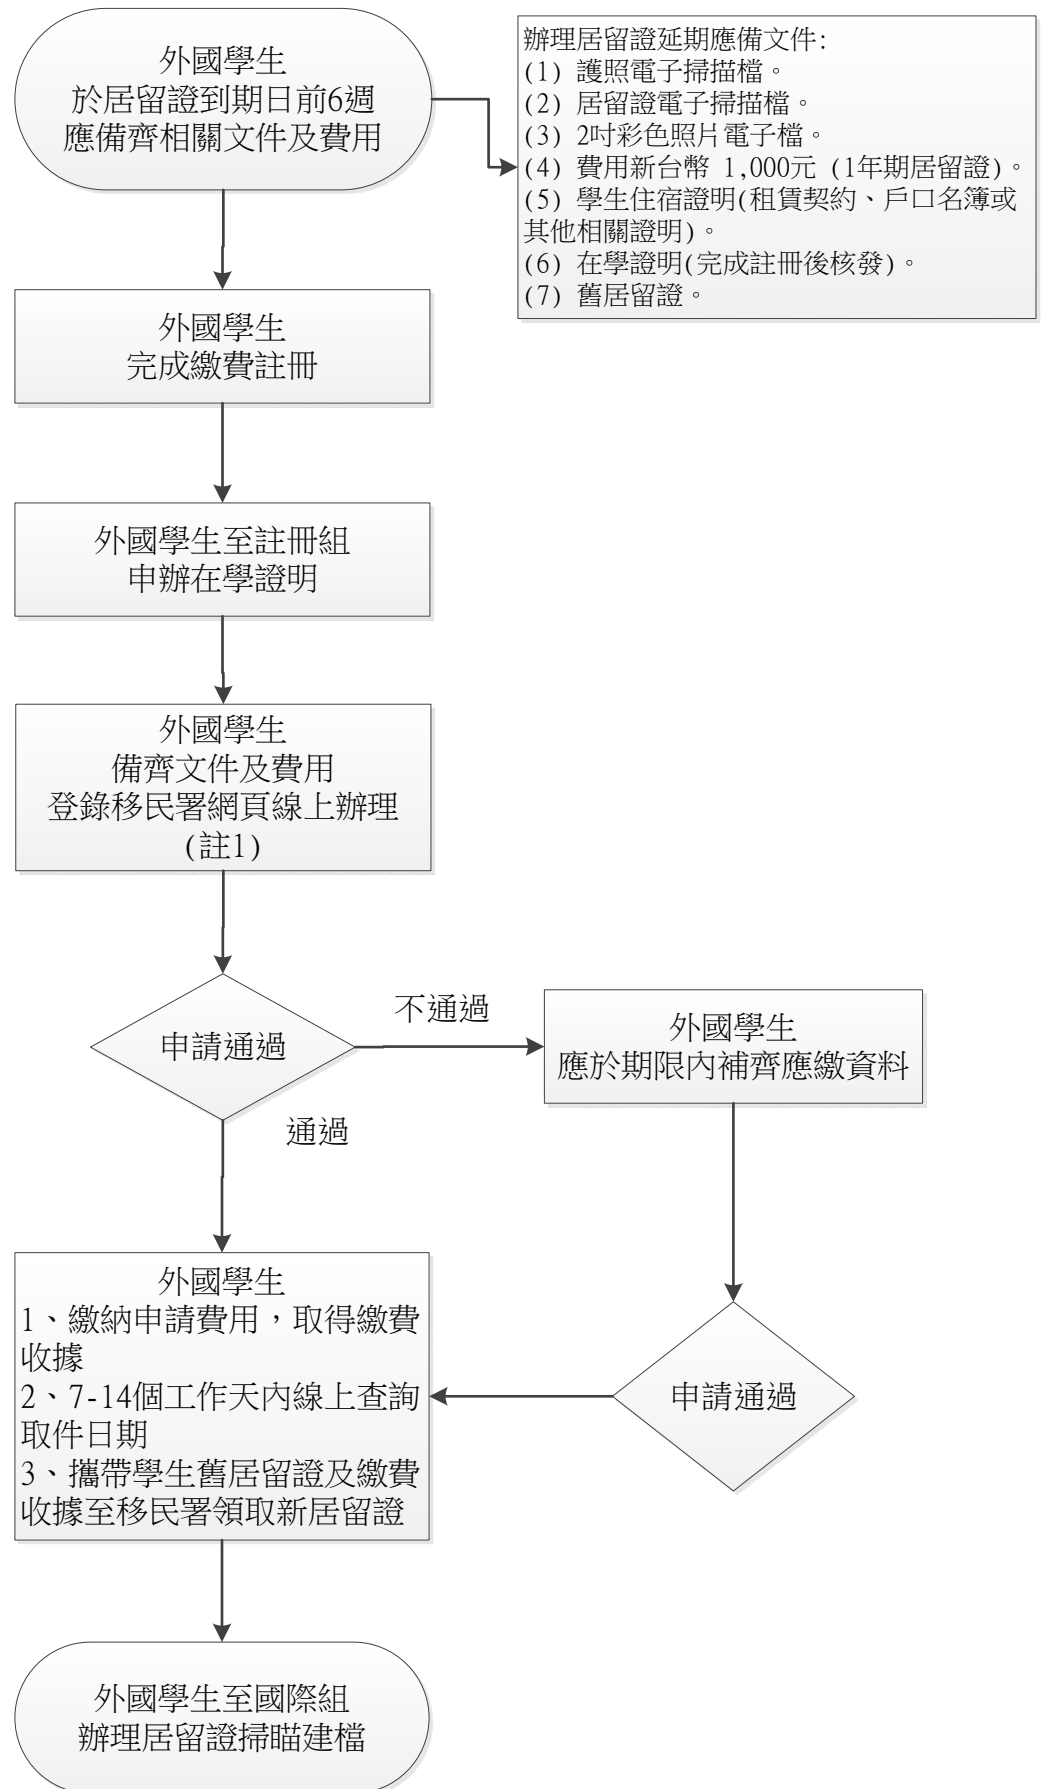 外國學生
於居留證到期日前6週
應備齊相關文件及費用
辦理居留證延期應備文件:
(1) 護照電子掃描檔。
(2) 居留證電子掃描檔。
(3) 2吋彩色照片電子檔。
(4) 費用新台幣 1,000元 (1年期居留證)。
(5) 學生住宿證明(租賃契約、戶口名簿或
其他相關證明)。
(6) 在學證明(完成註冊後核發)。
(7) 舊居留證。
外國學生
完成繳費註冊
外國學生至註冊組
申辦在學證明
外國學生
備齊文件及費用
登錄移民署網頁線上辦理
(註1)
申請通過
不通過
外國學生
應於期限內補齊應繳資料
通過
外國學生
1、繳納申請費用，取得繳費
收據
2、7-14個工作天內線上查詢
取件日期
3、攜帶學生舊居留證及繳費
收據至移民署領取新居留證
申請通過
外國學生至國際組
辦理居留證掃瞄建檔